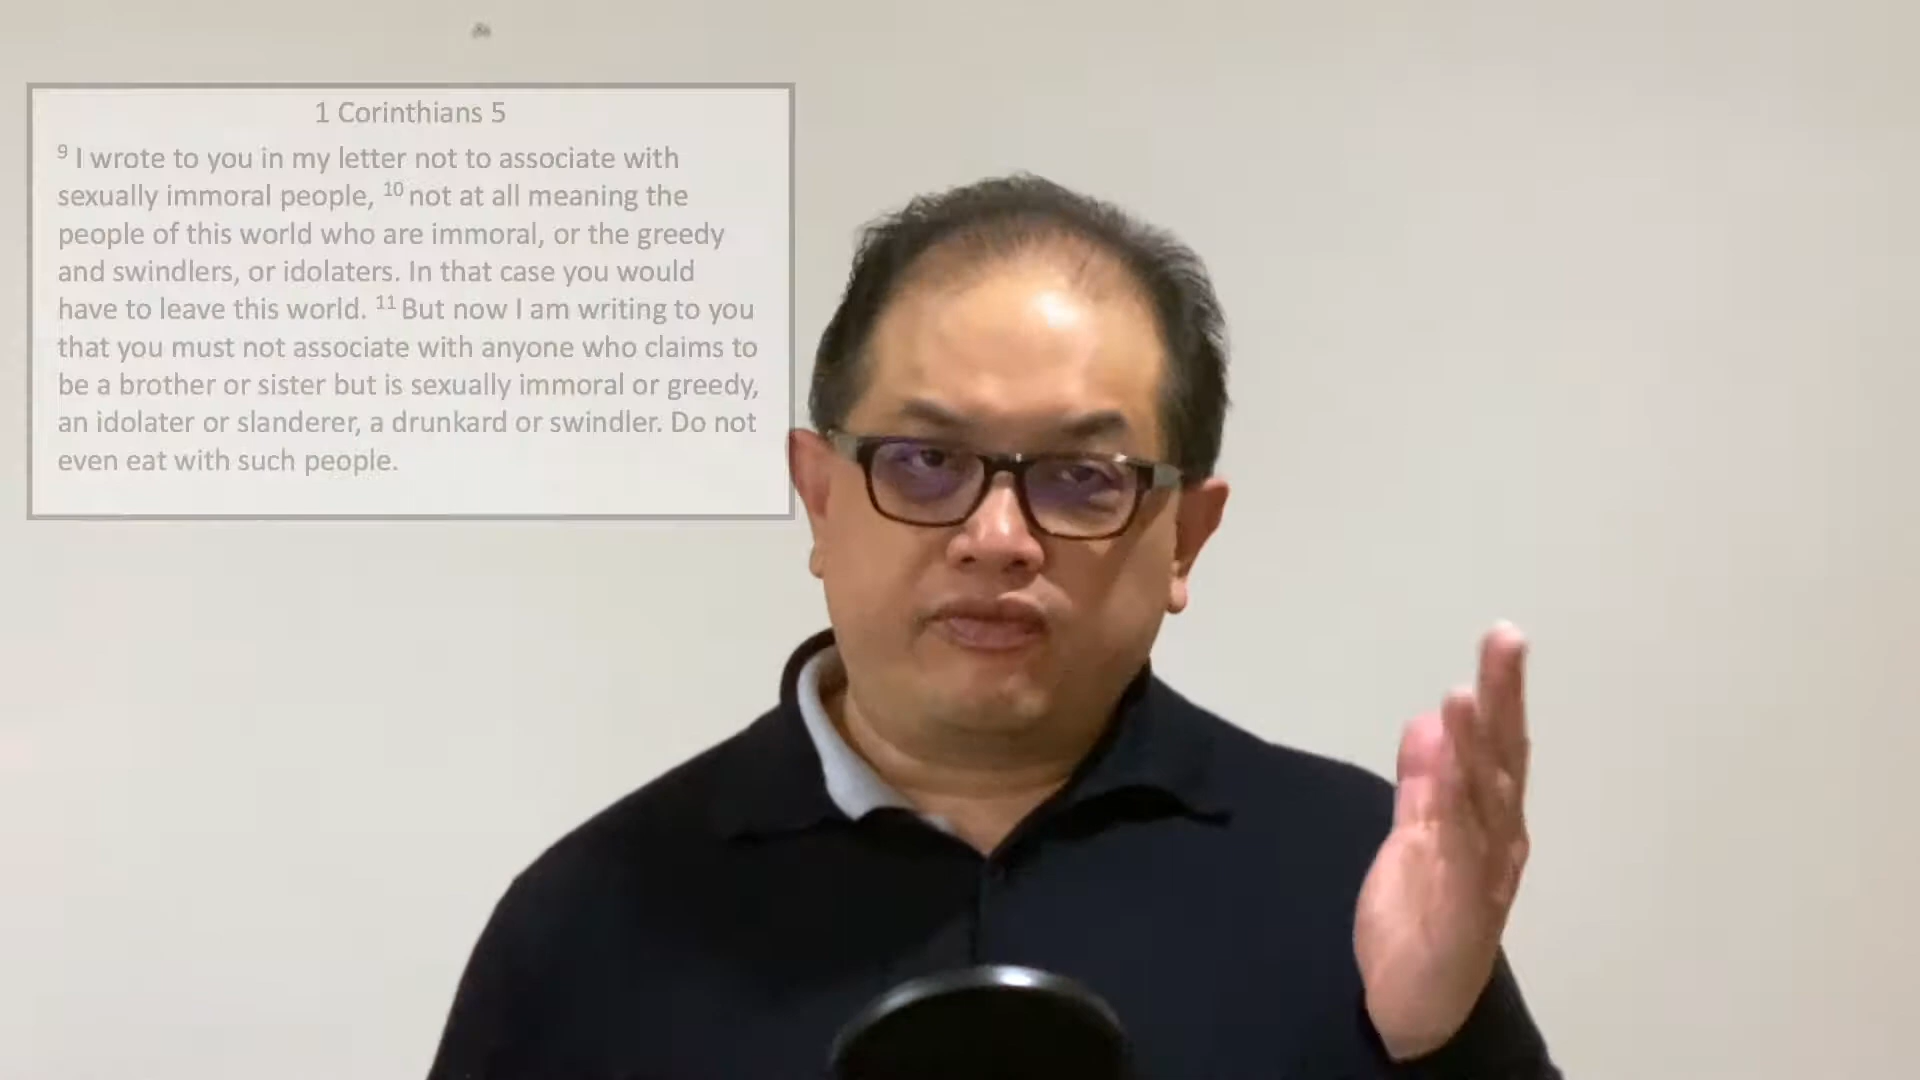 1 Corinthians 5
9 I wrote to you in my letter not to associate with
sexually immoral people, 10 not at all meaning the
people of this world who are immoral, or the greedy
and swindlers, or idolaters. In that case you would
have to leave this world. 11 But now I am writing to you
that you must not associate with anyone who claims to
be a brother or sister but is sexually immoral or greedy,
an idolater or slanderer, a drunkard or swindler. Do not
even eat with such people.